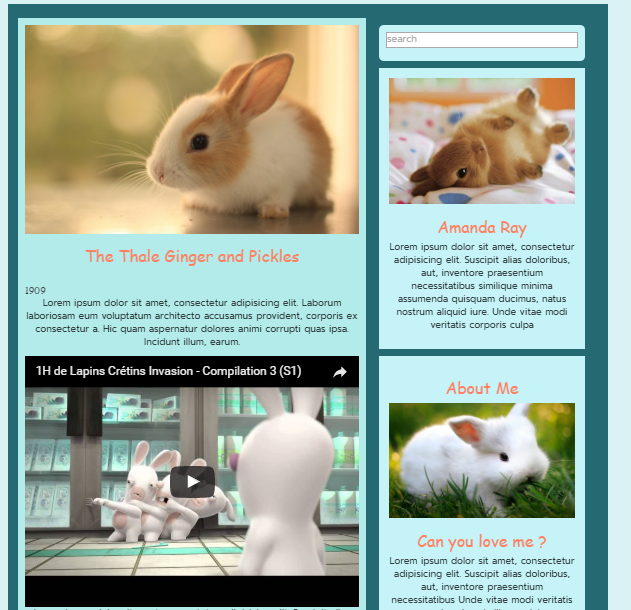 The Thale Ginger and Pickles
1909
Lorem ipsum dolor sit amet, consectetur adipisicing elit. Laborum
laboriosam eum voluptatum architecto accusamus provident, corporis ex
consectetur a. Hic quam aspernatur dolores animi corrupti quas ipsa.
Incidunt illum, earum.
1H de Lapins Crétins Invasion - Compilation 3 (S1)
search
Amanda Ray
Lorem ipsum dolor sit amet, consectetur
adipisicing elit. Suscipit alias doloribus,
aut, inventore praesentium
necessitatibus similique minima
assumenda quisquam ducimus, natus
nostrum aliquid iure. Unde vitae modi
veritatis corporis culpa
About Me
Can you love me ?
Lorem ipsum dolor sit amet, consectetur
adipisicing elit. Suscipit alias doloribus,
aut, inventore praesentium
necessitatibus Unde vitae modi veritatis